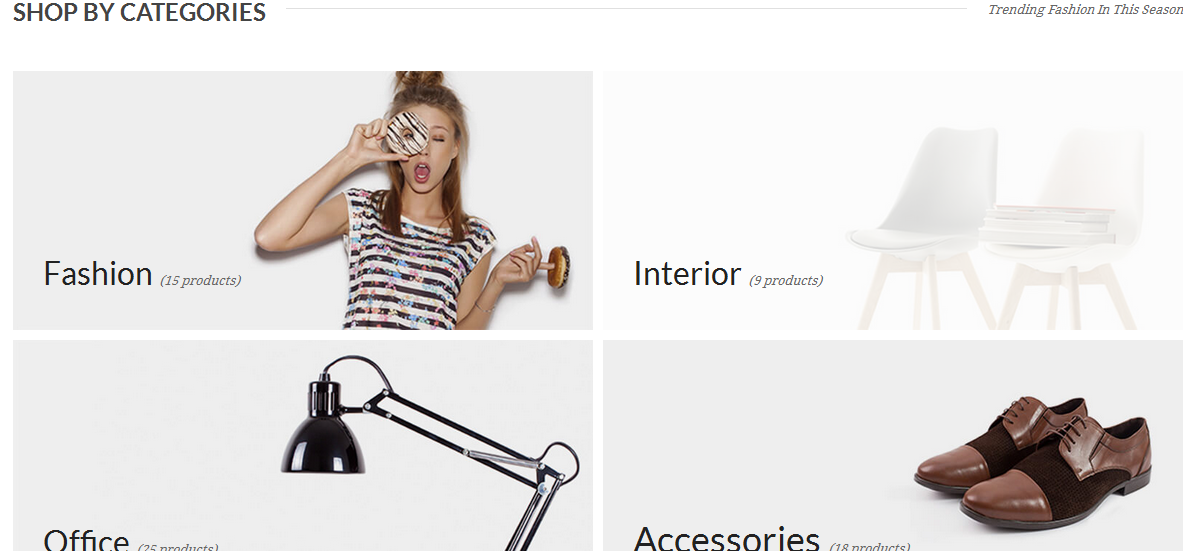 SHOP BY CATEGORIES
Trending Fashion In This Season
Fashion (15 products)
Interior (9 products)
Office (25 products)
Accessories (18 products)